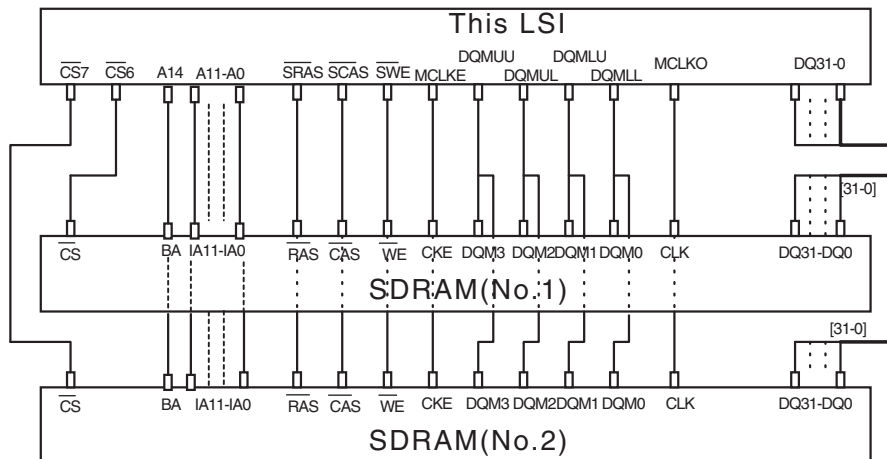 This LSI
CS7 CS6 A14 A11-A0 SRAS SCAS SWE MCLKE DQMUU DQMUL DQMLU DQMLL MCLKO DQ31-0
[31-0]
CS BA IA11-IA0 RAS CAS WE CKE DQM3 DQM2 DQM1 DQM0 CLK DQ31-DQ0
SDRAM(No.1)
[31-0]
CS BA IA11-IA0 RAS CAS WE CKE DQM3 DQM2 DQM1 DQM0 CLK DQ31-DQ0
SDRAM(No.2)